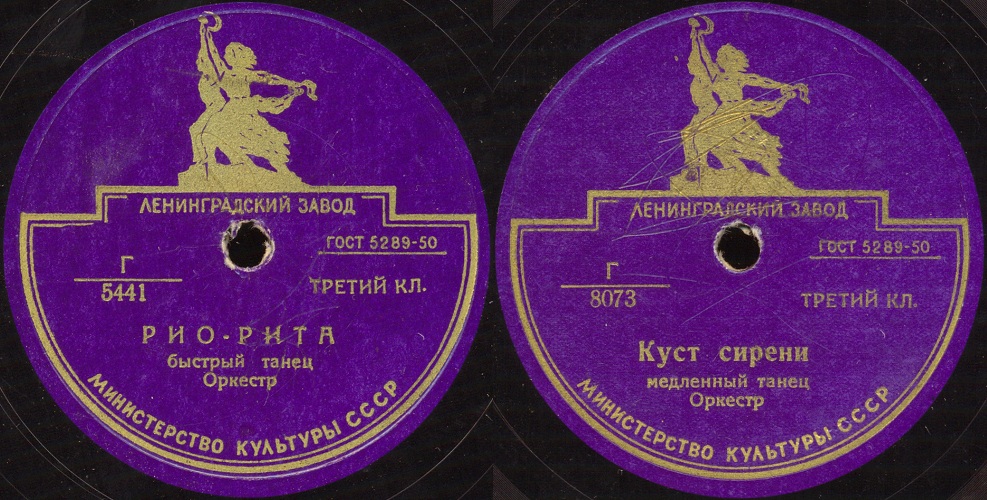 ЛЕНИНГРАДСКИЙ ЗАВОД
ГОСТ 5289-50
Г
5441
ТРЕТИЙ КЛ.
РИО-РИТА
быстрый танец
Оркестр
МИНИСТЕРСТВО КУЛЬТУРЫ СССР
ЛЕНИНГРАДСКИЙ ЗАВОД
ГОСТ 5289-50
Г
8073
ТРЕТИЙ КЛ.
Куст сирени
медленный танец
Оркестр
МИНИСТЕРСТВО КУЛЬТУРЫ СССР